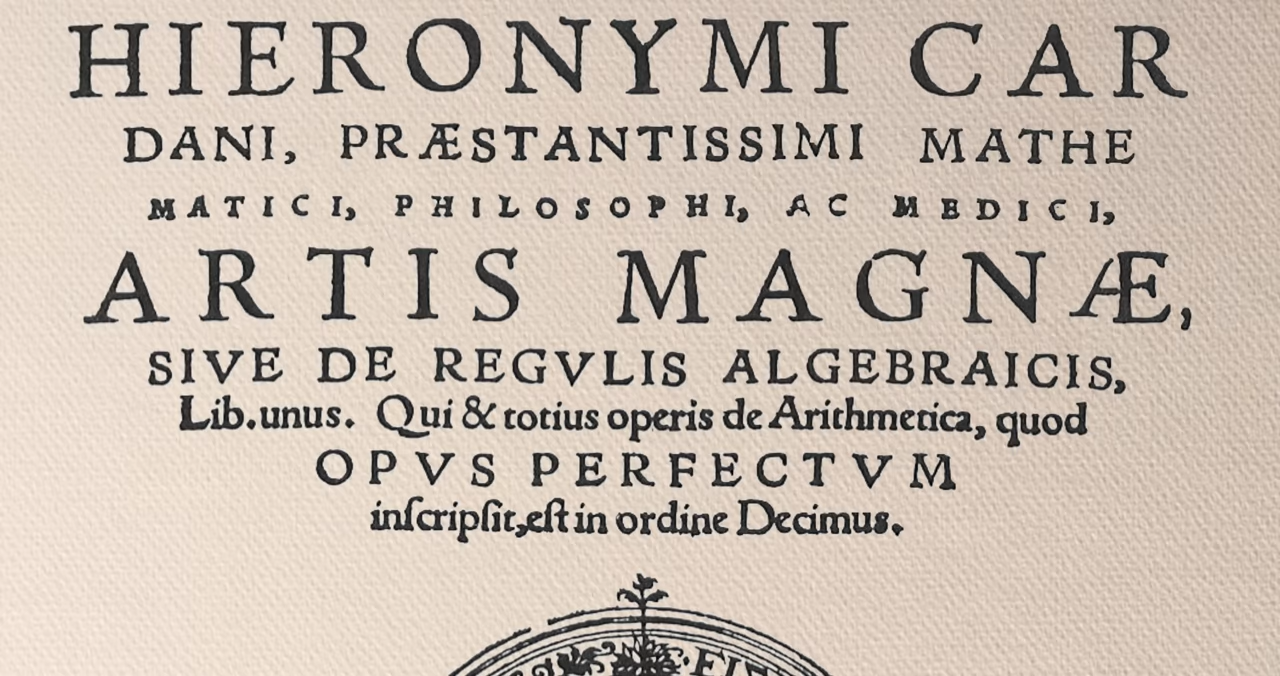 HIERONYMI CAR
DANI, PRÆSTANTISSIMI MATHE
MATICI, PHILOSOPHI, AC MEDICI,
ARTIS MAGNÆ,
SIVE DE REGVLIS ALGEBRAICIS,
Lib.unus. Qui & totius operis de Arithmetica, quod
OPVS PERFECTVM
inſcripſit,eſt in ordine Decimus.